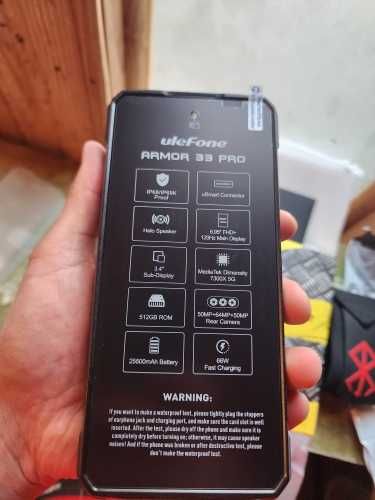 uleFone
ARMOR 33 PRO
IP68/IP69K
Proof
uSmart Connector
Halo Speaker
6.95" FHD+
120Hz Main Display
3.4"
Sub-Display
MediaTek Dimensity
7300X 5G
512GB ROM
50MP+64MP+50MP
Rear Camera
25600mAh Battery
66W
Fast Charging
WARNING:
If you want to make a waterproof test, please tightly plug the stoppers
of earphone jack and charging port, and make sure the card slot is well
inserted. After the test, please dry off the phone and make sure it is
completely dry before turning on; otherwise, it may cause speaker
noises! And if the phone was broken or after destructive test, please
don't make the waterproof test.